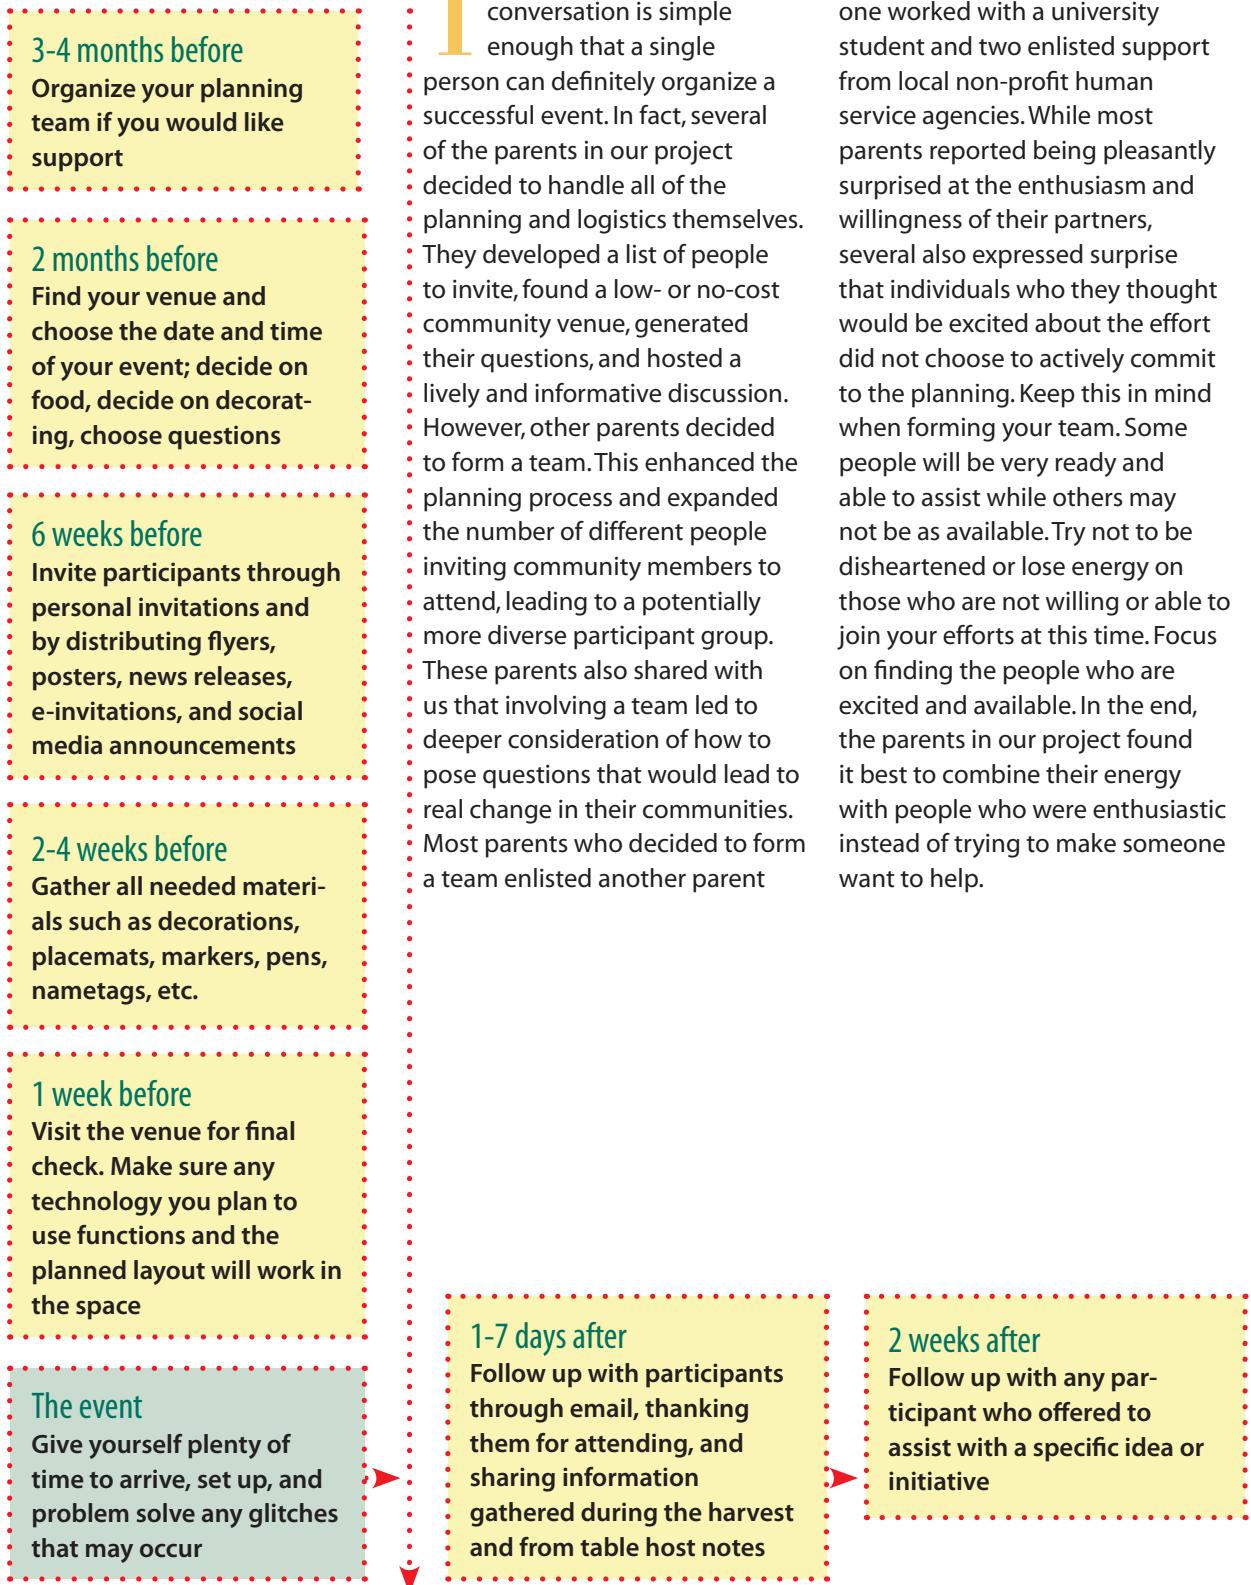 3-4 months before
Organize your planning
team if you would like
support
2 months before
Find your venue and
choose the date and time
of your event; decide on
food, decide on decorat-
ing, choose questions
6 weeks before
Invite participants through
personal invitations and
by distributing flyers,
posters, news releases,
e-invitations, and social
media announcements
2-4 weeks before
Gather all needed materi-
als such as decorations,
placemats, markers, pens,
nametags, etc.
1 week before
Visit the venue for final
check. Make sure any
technology you plan to
use functions and the
planned layout will work in
the space
The event
Give yourself plenty of
time to arrive, set up, and
problem solve any glitches
that may occur
conversation is simple
enough that a single
person can definitely organize a
successful event. In fact, several
of the parents in our project
decided to handle all of the
planning and logistics themselves.
They developed a list of people
to invite, found a low- or no-cost
community venue, generated
their questions, and hosted a
lively and informative discussion.
However, other parents decided
to form a team. This enhanced the
planning process and expanded
the number of different people
inviting community members to
attend, leading to a potentially
more diverse participant group.
These parents also shared with
us that involving a team led to
deeper consideration of how to
pose questions that would lead to
real change in their communities.
Most parents who decided to form
a team enlisted another parent
one worked with a university
student and two enlisted support
from local non-profit human
service agencies. While most
parents reported being pleasantly
surprised at the enthusiasm and
willingness of their partners,
several also expressed surprise
that individuals who they thought
would be excited about the effort
did not choose to actively commit
to the planning. Keep this in mind
when forming your team. Some
people will be very ready and
able to assist while others may
not be as available. Try not to be
disheartened or lose energy on
those who are not willing or able to
join your efforts at this time. Focus
on finding the people who are
excited and available. In the end,
the parents in our project found
it best to combine their energy
with people who were enthusiastic
instead of trying to make someone
want to help.
1-7 days after
Follow up with participants
through email, thanking
them for attending, and
sharing information
gathered during the harvest
and from table host notes
2 weeks after
Follow up with any par-
ticipant who offered to
assist with a specific idea or
initiative